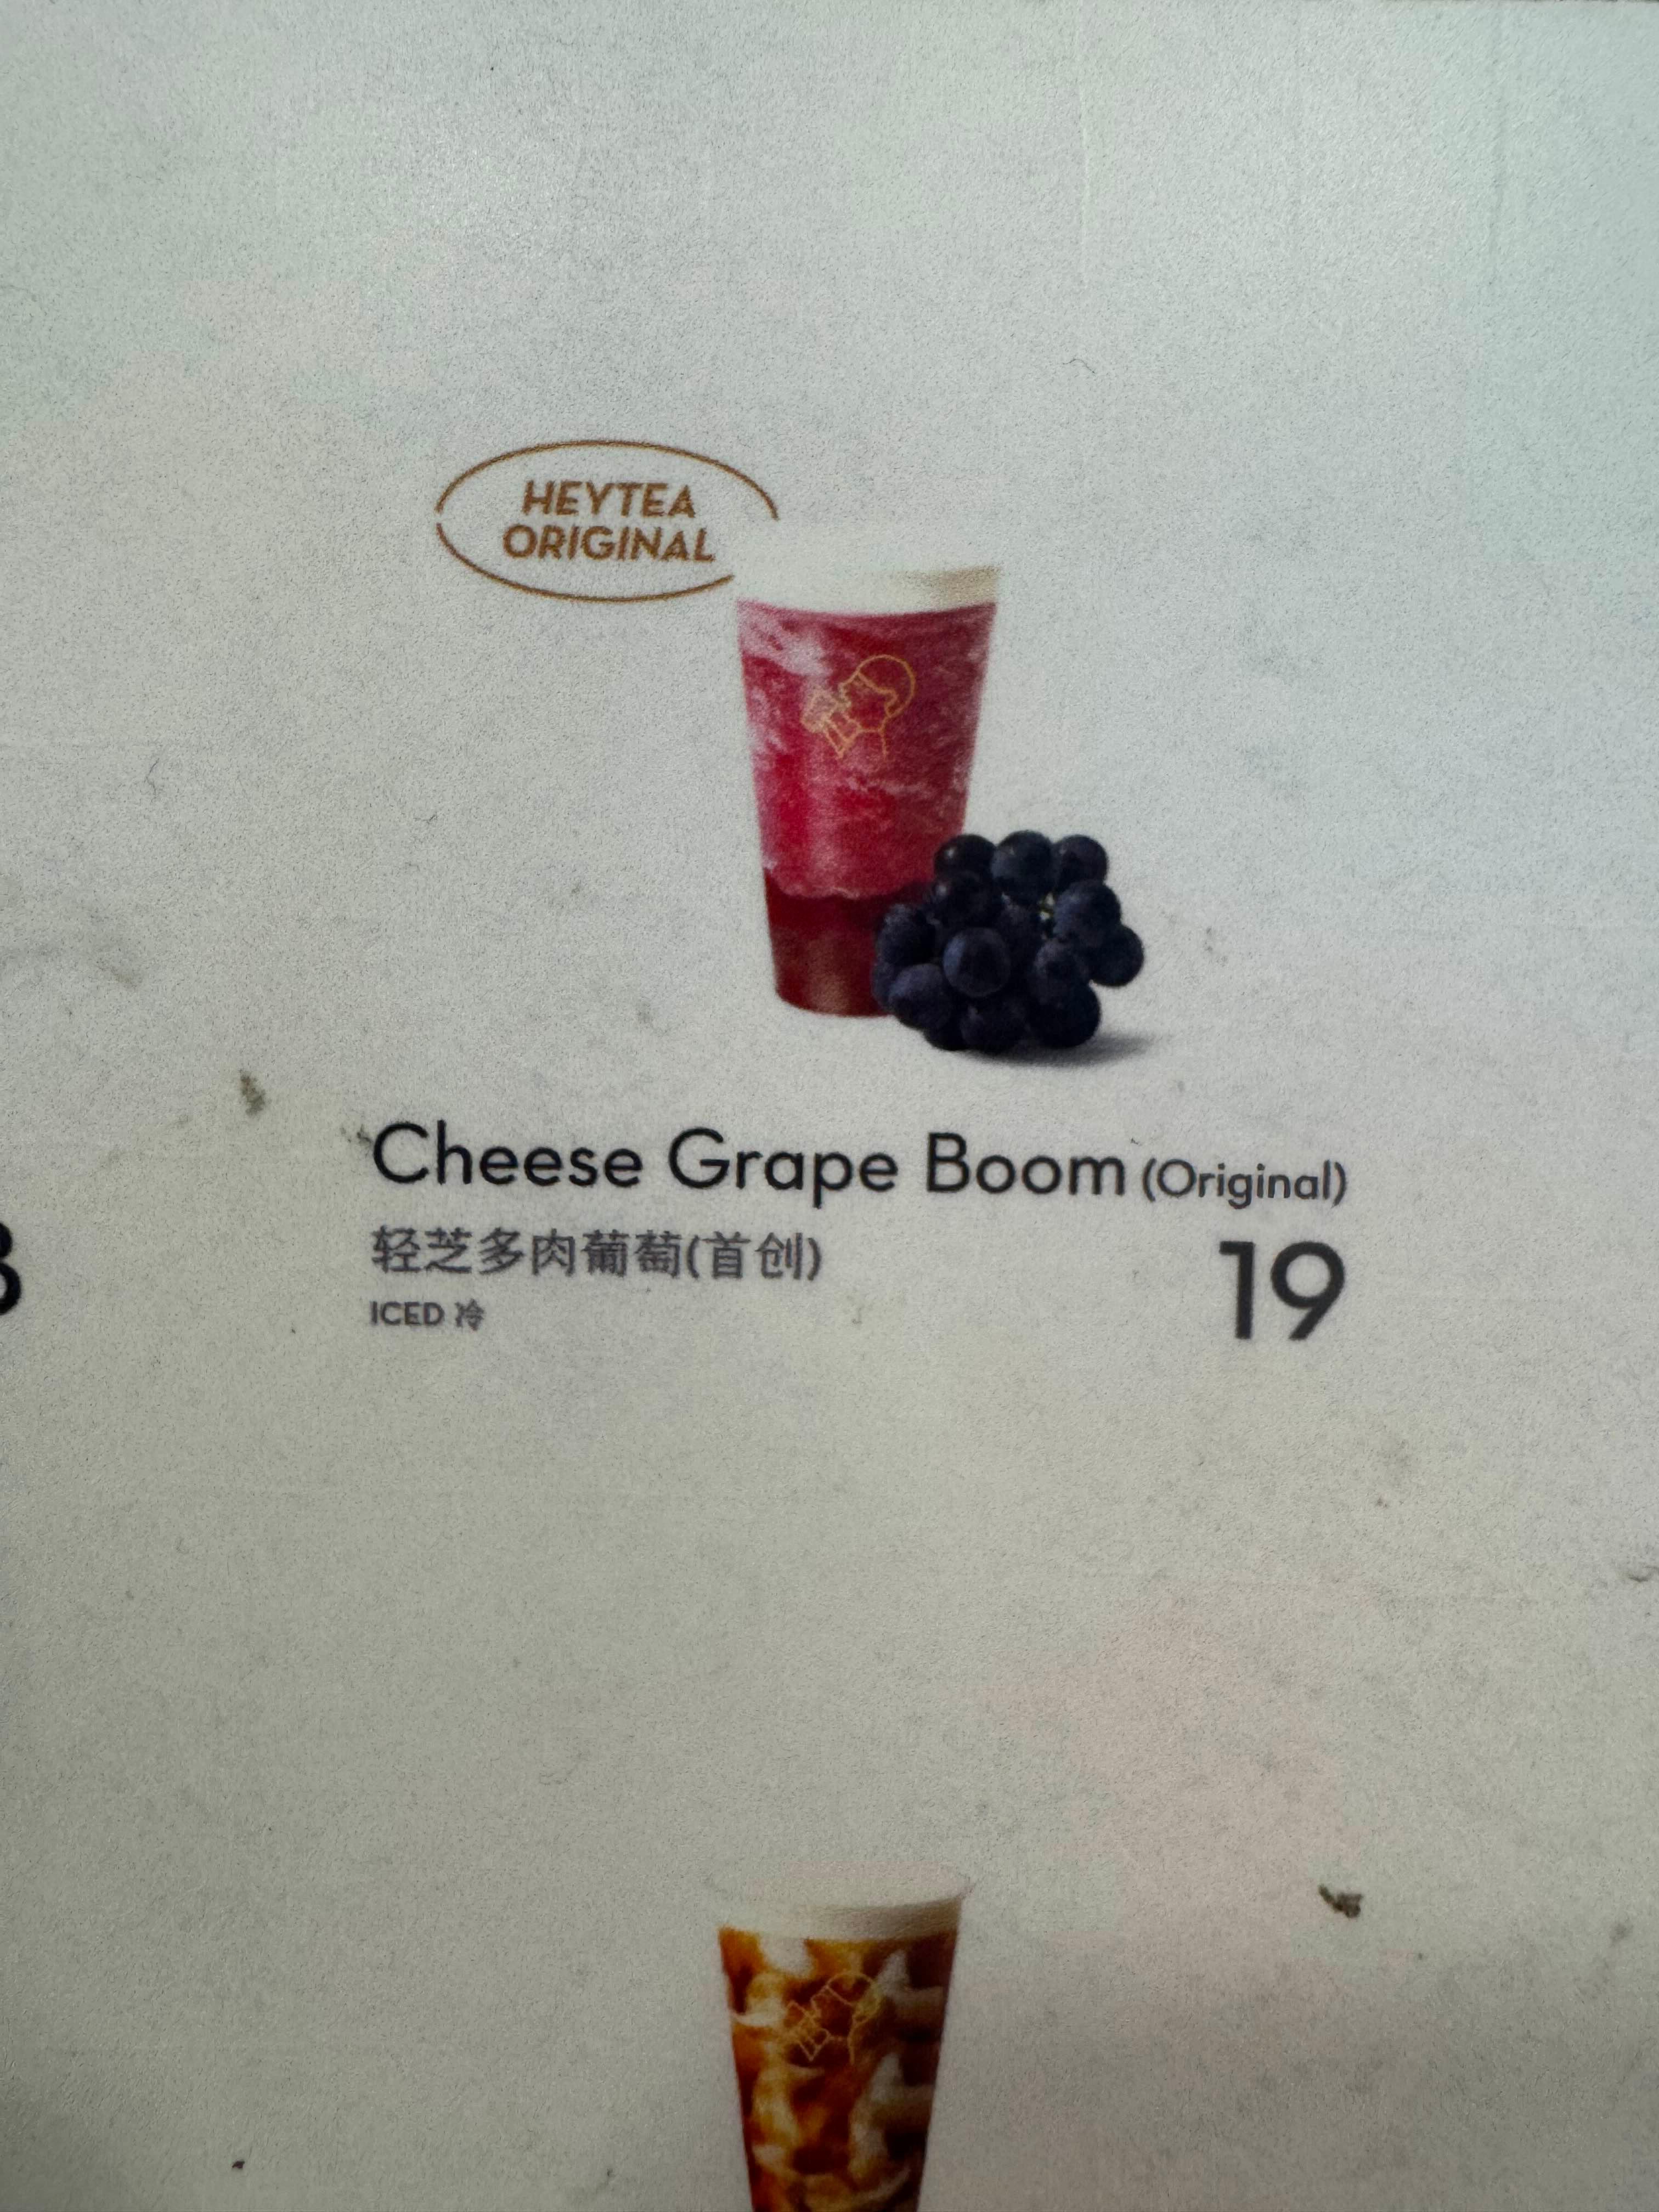 HEYTEA
ORIGINAL
Cheese Grape Boom (Original)
轻芝多肉葡萄(首创)
19
ICED 冷